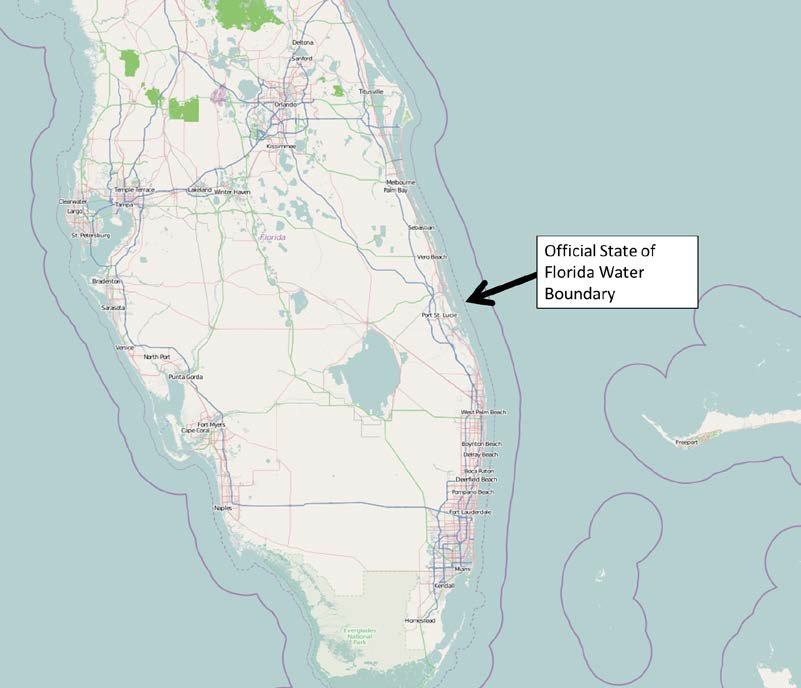 Deltona
Sanford
Titusville
Orlando
Kissimmee
Melbourne
Palm Bay
Temple Terrace
Lakeland
Winter Haven
Clearwater
Tampa
Largo
Sebastian
St. Petersburg
Florida
Official State of
Florida Water
Boundary
Vero Beach
Bradenton
Sarasota
Port St. Lucie
Venice
North Port
Punta Gorda
West Palm Beach
Fort Myers
Cape Coral
Freeport
Boynton Beach
Delray Beach
Boca Raton
Deerfield Beach
Pompano Beach
Naples
Fort Lauderdale
Miami
Kendall
Homestead
Everglades
National
Park